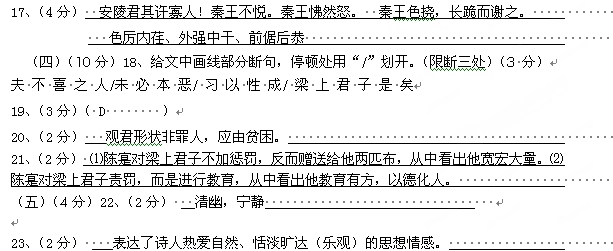 17、（4分）安陵君其许寡人！秦王不悦。秦王怫然怒。 秦王色挠，长跪而谢之。
色厉内荏、外强中干、前倨后恭
（四）（10分）18、给文中画线部分断句，停顿处用“/”划开。（限断三处）（3分）
夫不喜之人/未必本恶/习以性成/梁上君子是矣
19、（3分）（ D ）
20、（2分） 观君形状非罪人，应由贫困。
21、（2分）⑴陈寔对梁上君子不加惩罚，反而赠送给他两匹布，从中看出他宽宏大量。⑵
陈寔对梁上君子责罚，而是进行教育，从中看出他教育有方，以德化人。
（五）（4分）22、（2分） 清幽，宁静
23、（2分） 表达了诗人热爱自然、恬淡旷达（乐观）的思想情感。